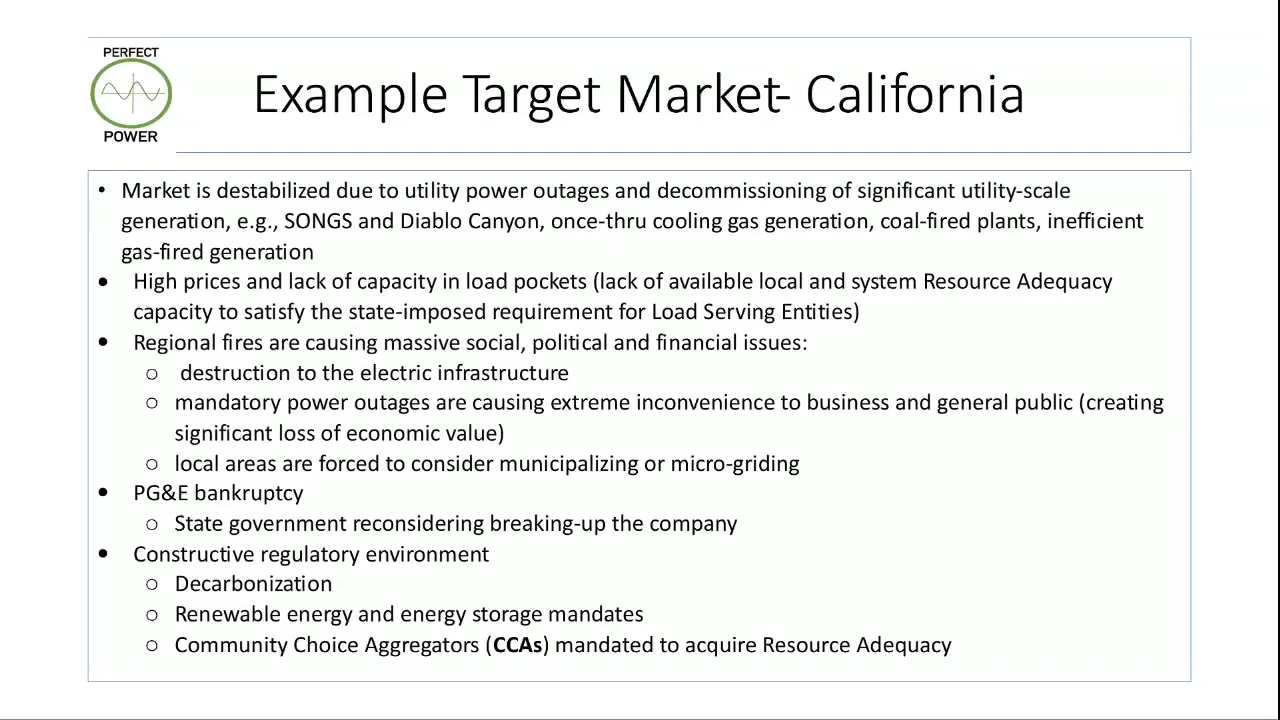 PERFECT
POWER
Example Target Market- California
• Market is destabilized due to utility power outages and decommissioning of significant utility-scale
generation, e.g., SONGS and Diablo Canyon, once-thru cooling gas generation, coal-fired plants, inefficient
gas-fired generation
• High prices and lack of capacity in load pockets (lack of available local and system Resource Adequacy
capacity to satisfy the state-imposed requirement for Load Serving Entities)
• Regional fires are causing massive social, political and financial issues:
○ destruction to the electric infrastructure
○ mandatory power outages are causing extreme inconvenience to business and general public (creating
significant loss of economic value)
○ local areas are forced to consider municipalizing or micro-griding
• PG&E bankruptcy
○ State government reconsidering breaking-up the company
• Constructive regulatory environment
○ Decarbonization
○ Renewable energy and energy storage mandates
○ Community Choice Aggregators (CCAs) mandated to acquire Resource Adequacy